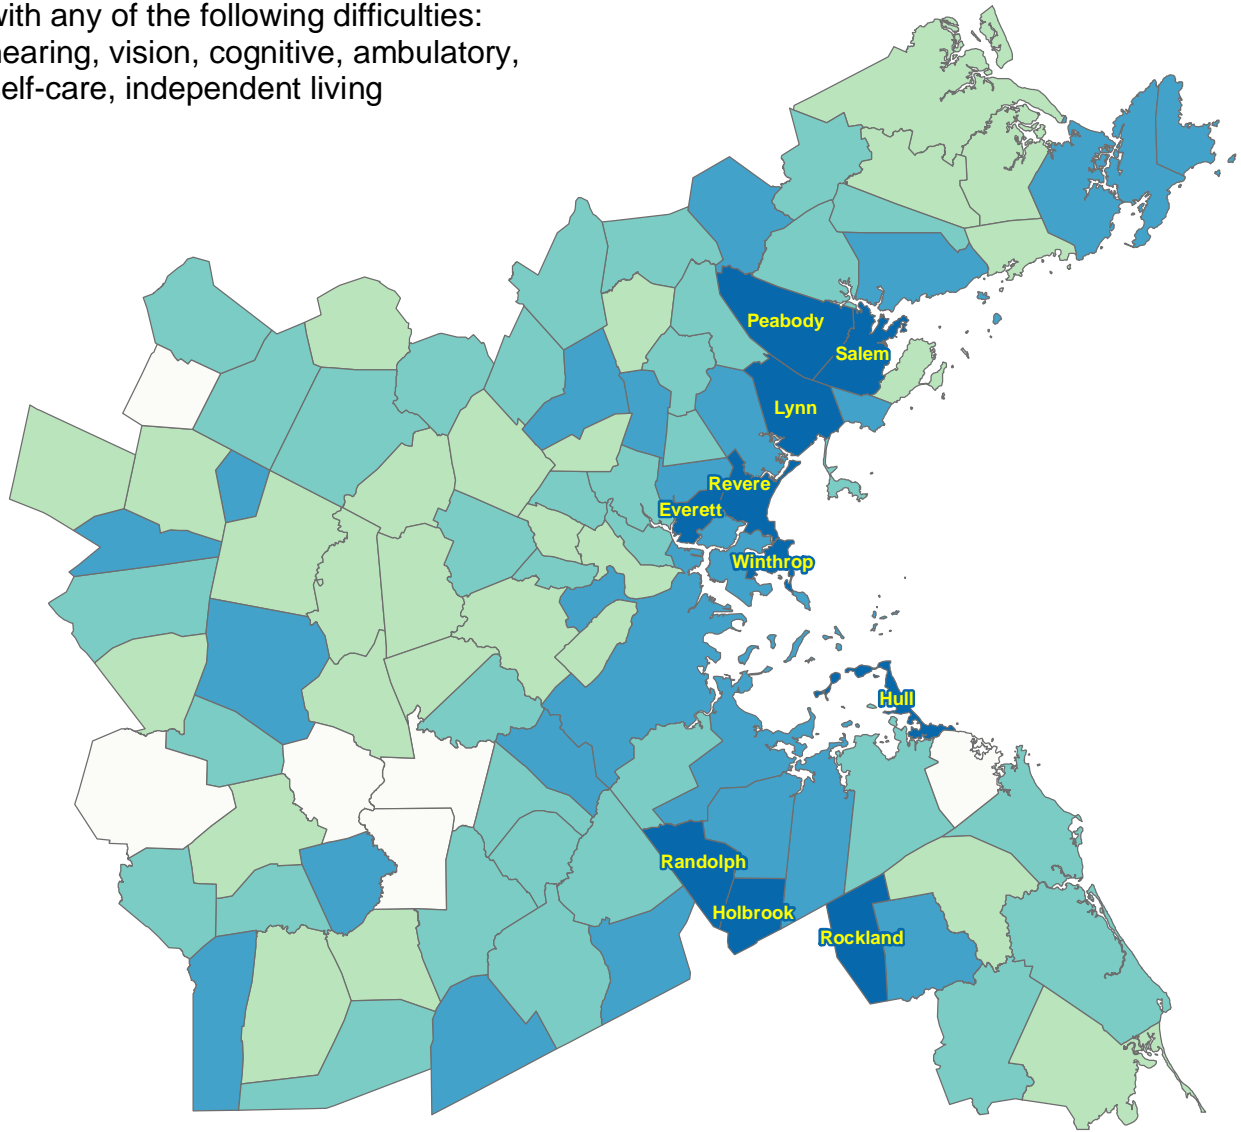 with any of the following difficulties:
hearing, vision, cognitive, ambulatory,
self-care, independent living
Peabody
Salem
Lynn
Revere
Everett
Winthrop
Hull
Randolph
Holbrook
Rockland